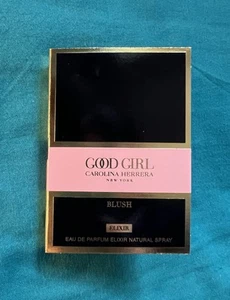 GOOD GIRL
CAROLINA HERRERA
NEW YORK
BLUSH
ELIXIR
EAU DE PARFUM ELIXIR NATURAL SPRAY